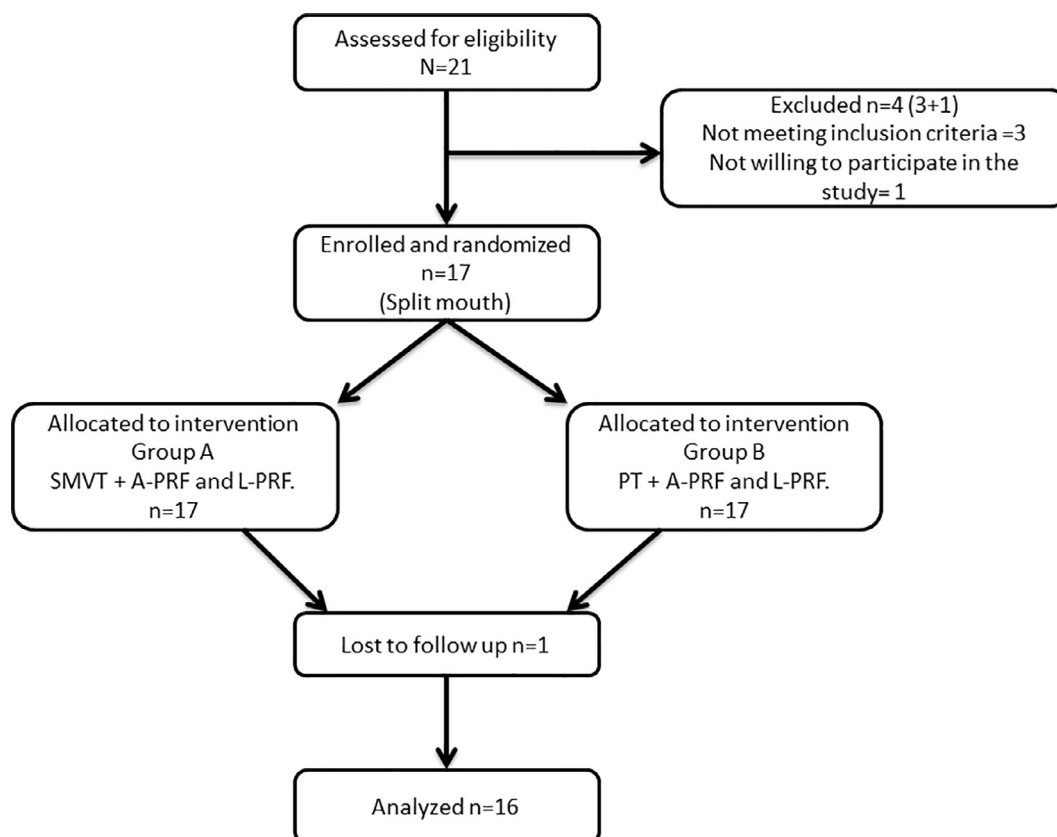 Assessed for eligibility
N=21
Excluded n=4 (3+1)
Not meeting inclusion criteria =3
Not willing to participate in the
study= 1
Enrolled and randomized
n=17
(Split mouth)
Allocated to intervention
Group A
SMVT + A-PRF and L-PRF.
n=17
Allocated to intervention
Group B
PT + A-PRF and L-PRF.
n=17
Lost to follow up n=1
Analyzed n=16